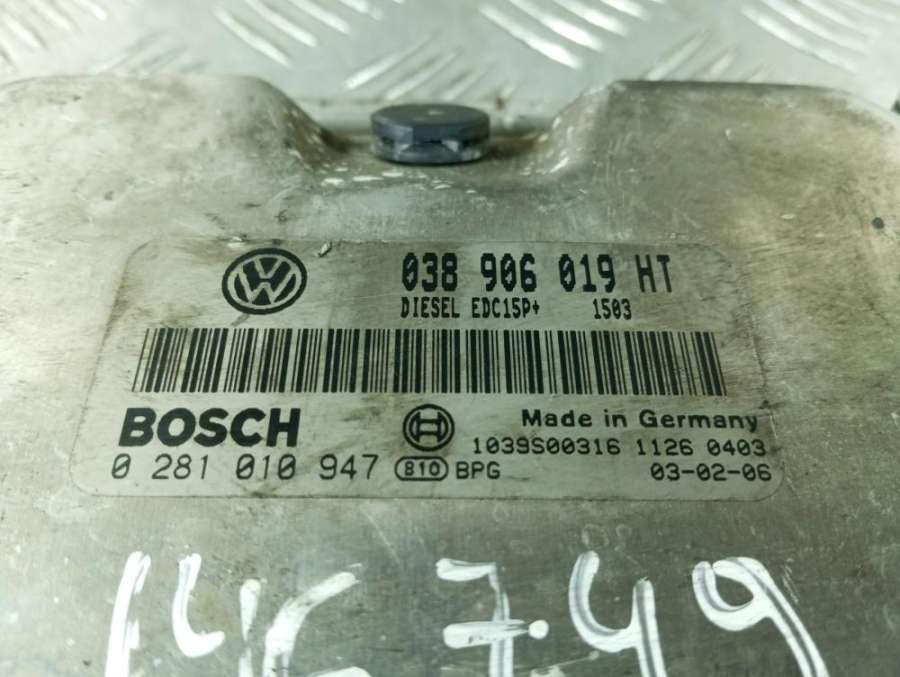 038 906 019 HT
DIESEL EDC15P+ 1503
BOSCH
Made in Germany
1039S00316 1126 0403
0 281 010 947 810 BPG 03-02-06
749